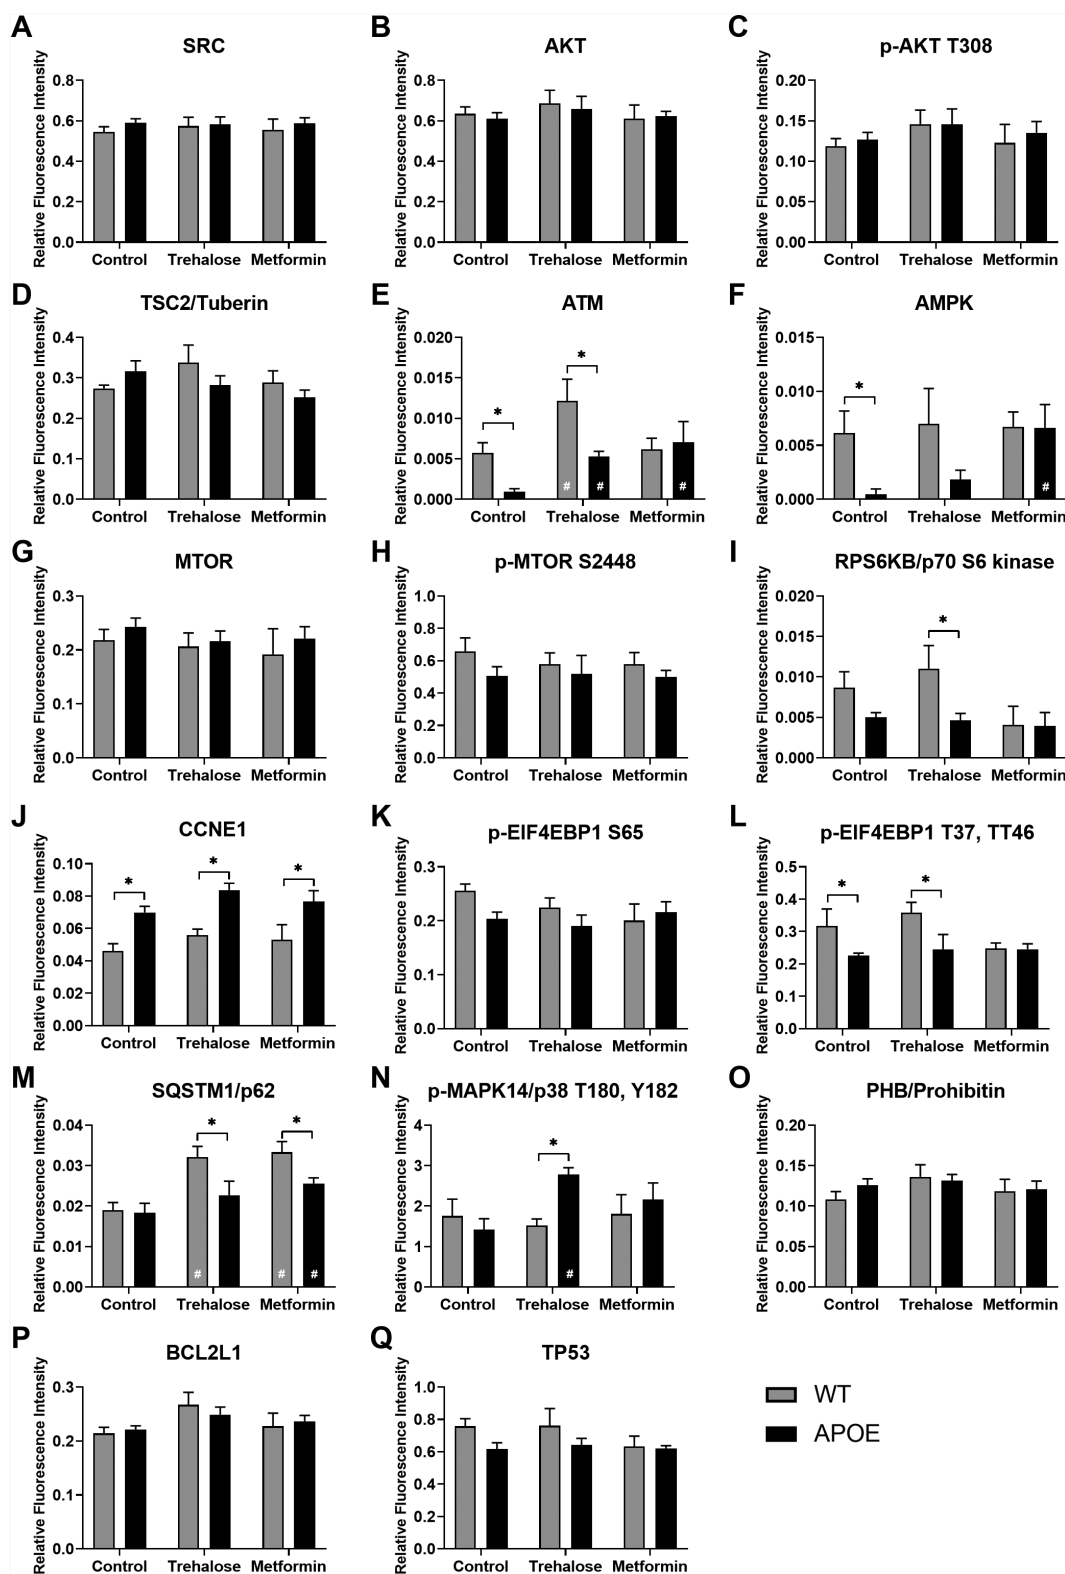 A
SRC
Relative Fluorescence Intensity
0.8
0.6
0.4
0.2
0.0
Control Trehalose Metformin
B
AKT
Relative Fluorescence Intensity
0.8
0.6
0.4
0.2
0.0
Control Trehalose Metformin
C
p-AKT T308
Relative Fluorescence Intensity
0.20
0.15
0.10
0.05
0.00
Control Trehalose Metformin
D
TSC2/Tuberin
Relative Fluorescence Intensity
0.4
0.3
0.2
0.1
0.0
Control Trehalose Metformin
E
ATM
Relative Fluorescence Intensity
0.020
0.015
0.010
0.005
0.000
*
*
# # #
Control Trehalose Metformin
F
AMPK
Relative Fluorescence Intensity
0.015
0.010
0.005
0.000
*
#
Control Trehalose Metformin
G
MTOR
Relative Fluorescence Intensity
0.3
0.2
0.1
0.0
Control Trehalose Metformin
H
p-MTOR S2448
Relative Fluorescence Intensity
1.0
0.8
0.6
0.4
0.2
0.0
Control Trehalose Metformin
I
RPS6KB/p70 S6 kinase
Relative Fluorescence Intensity
0.020
0.015
0.010
0.005
0.000
*
Control Trehalose Metformin
J
CCNE1
Relative Fluorescence Intensity
0.10
0.08
0.06
0.04
0.02
0.00
* * *
Control Trehalose Metformin
K
p-EIF4EBP1 S65
Relative Fluorescence Intensity
0.3
0.2
0.1
0.0
Control Trehalose Metformin
L
p-EIF4EBP1 T37, TT46
Relative Fluorescence Intensity
0.5
0.4
0.3
0.2
0.1
0.0
* *
Control Trehalose Metformin
M
SQSTM1/p62
Relative Fluorescence Intensity
0.04
0.03
0.02
0.01
0.00
* *
# # #
Control Trehalose Metformin
N
p-MAPK14/p38 T180, Y182
Relative Fluorescence Intensity
4
3
2
1
0
*
#
Control Trehalose Metformin
O
PHB/Prohibitin
Relative Fluorescence Intensity
0.20
0.15
0.10
0.05
0.00
Control Trehalose Metformin
P
BCL2L1
Relative Fluorescence Intensity
0.3
0.2
0.1
0.0
Control Trehalose Metformin
Q
TP53
Relative Fluorescence Intensity
1.0
0.8
0.6
0.4
0.2
0.0
Control Trehalose Metformin
WT
APOE